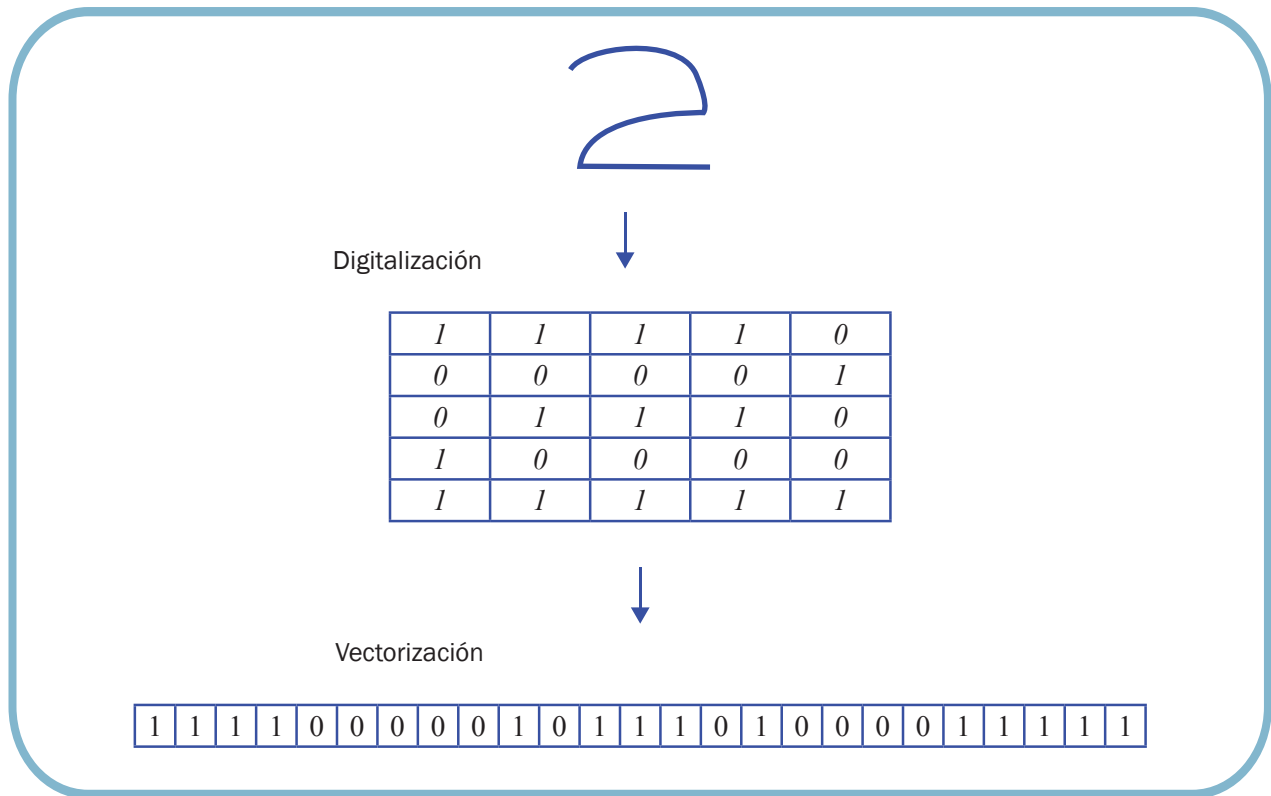 2
Digitalización
1 1 1 1 0
0 0 0 0 1
0 1 1 1 0
1 0 0 0 0
1 1 1 1 1
Vectorización
1 1 1 1 0 0 0 0 0 1 0 1 1 1 0 1 0 0 0 0 1 1 1 1 1